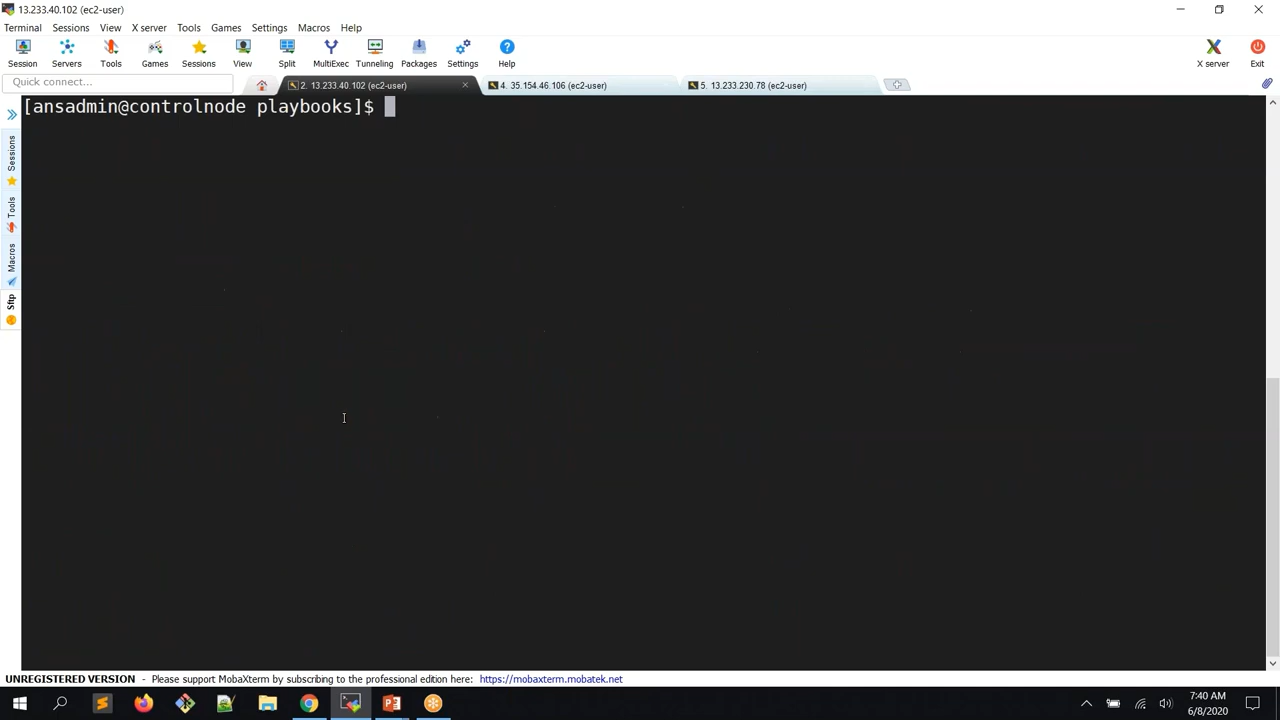 13.233.40.102 (ec2-user)
Terminal Sessions View X server Tools Games Settings Macros Help
Session Servers Tools Games Sessions View Split MultiExec Tunneling Packages Settings Help X server Exit
Quick connect... 2. 13.233.40.102 (ec2-user) 4. 35.154.46.106 (ec2-user) 5. 13.233.230.78 (ec2-user)
[ansadmin@controlnode playbooks]$
Sessions
Tools
Macros
Sftp
UNREGISTERED VERSION - Please support MobaXterm by subscribing to the professional edition here: https://mobaxterm.mobatek.net
7:40 AM
6/8/2020